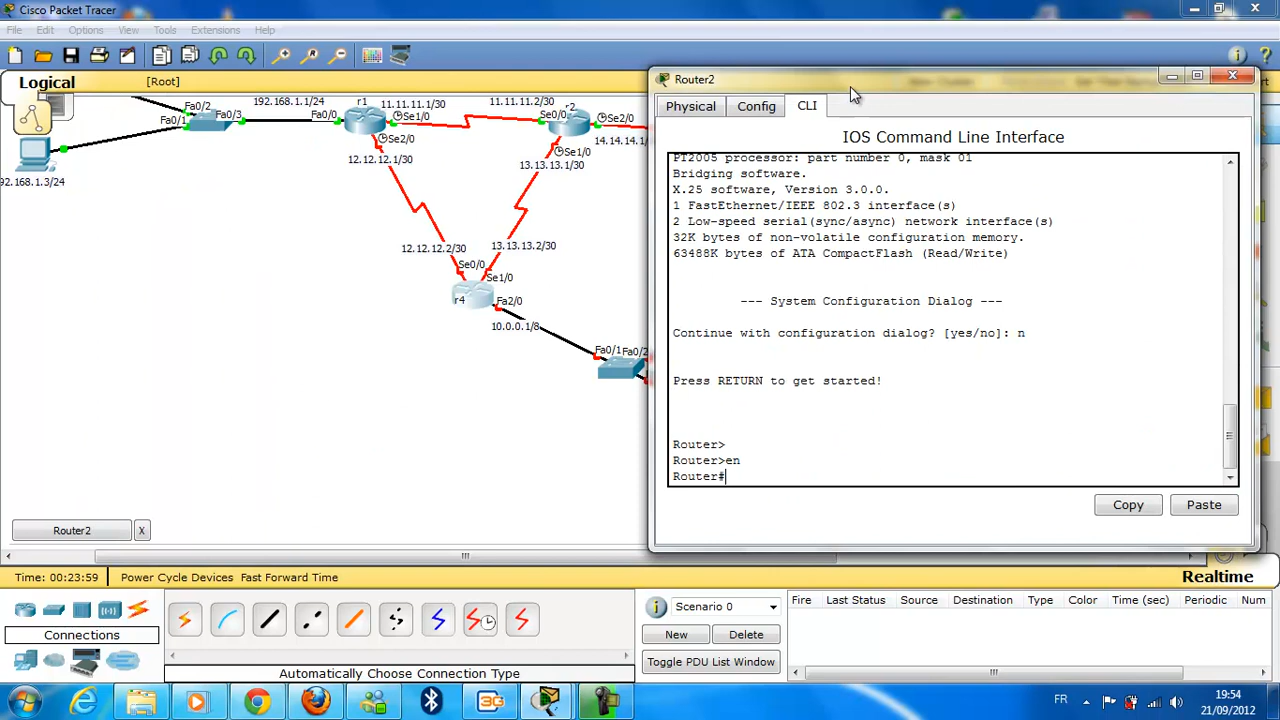 Cisco Packet Tracer
File Edit Options View Tools Extensions Help
Logical
[Root]
Fa0/2
Fa0/1
Fa0/3
192.168.1.1/24
Fa0/0
r1
11.11.11.1/30
Se1/0
Se2/0
12.12.12.1/30
11.11.11.2/30
Se0/0
r2
Se2/0
14.14.14.1/
Se1/0
13.13.13.1/30
92.168.1.3/24
12.12.12.2/30
13.13.13.2/30
Se0/0
Se1/0
r4
Fa2/0
10.0.0.1/8
Fa0/1
Fa0/2
Router2
Physical Config CLI
IOS Command Line Interface
PT2005 processor: part number 0, mask 01
Bridging software.
X.25 software, Version 3.0.0.
1 FastEthernet/IEEE 802.3 interface(s)
2 Low-speed serial(sync/async) network interface(s)
32K bytes of non-volatile configuration memory.
63488K bytes of ATA CompactFlash (Read/Write)
--- System Configuration Dialog ---
Continue with configuration dialog? [yes/no]: n
Press RETURN to get started!
Router>
Router>en
Router#
Copy Paste
Router2 X
Time: 00:23:59 Power Cycle Devices Fast Forward Time
Realtime
Connections
Automatically Choose Connection Type
Scenario 0
New Delete
Toggle PDU List Window
Fire Last Status Source Destination Type Color Time (sec) Periodic Num
3G
FR
19:54
21/09/2012